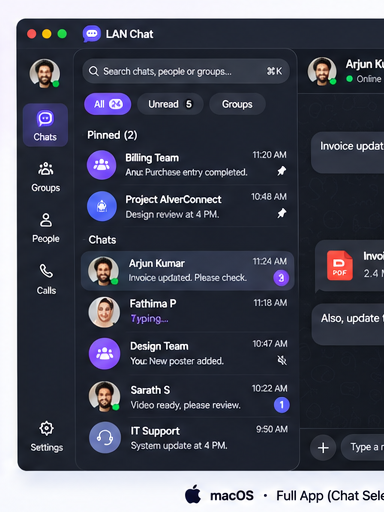 LAN Chat
Search chats, people or groups... ⌘K
All 24 Unread 5 Groups
Chats
Groups
People
Calls
Settings
Pinned (2)
Billing Team 11:20 AM
Anu: Purchase entry completed.
Project AlverConnect 10:48 AM
Design review at 4 PM.
Chats
Arjun Kumar 11:24 AM
Invoice updated. Please check. 3
Fathima P 11:18 AM
Typing...
Design Team 10:47 AM
You: New poster added.
Sarath S 10:22 AM
Video ready, please review. 1
IT Support 9:50 AM
System update at 4 PM.
Arjun K
Online
Invoice updat
PDF
Invoi
2.4 M
Also, update t
Type a
macOS · Full App (Chat Sele